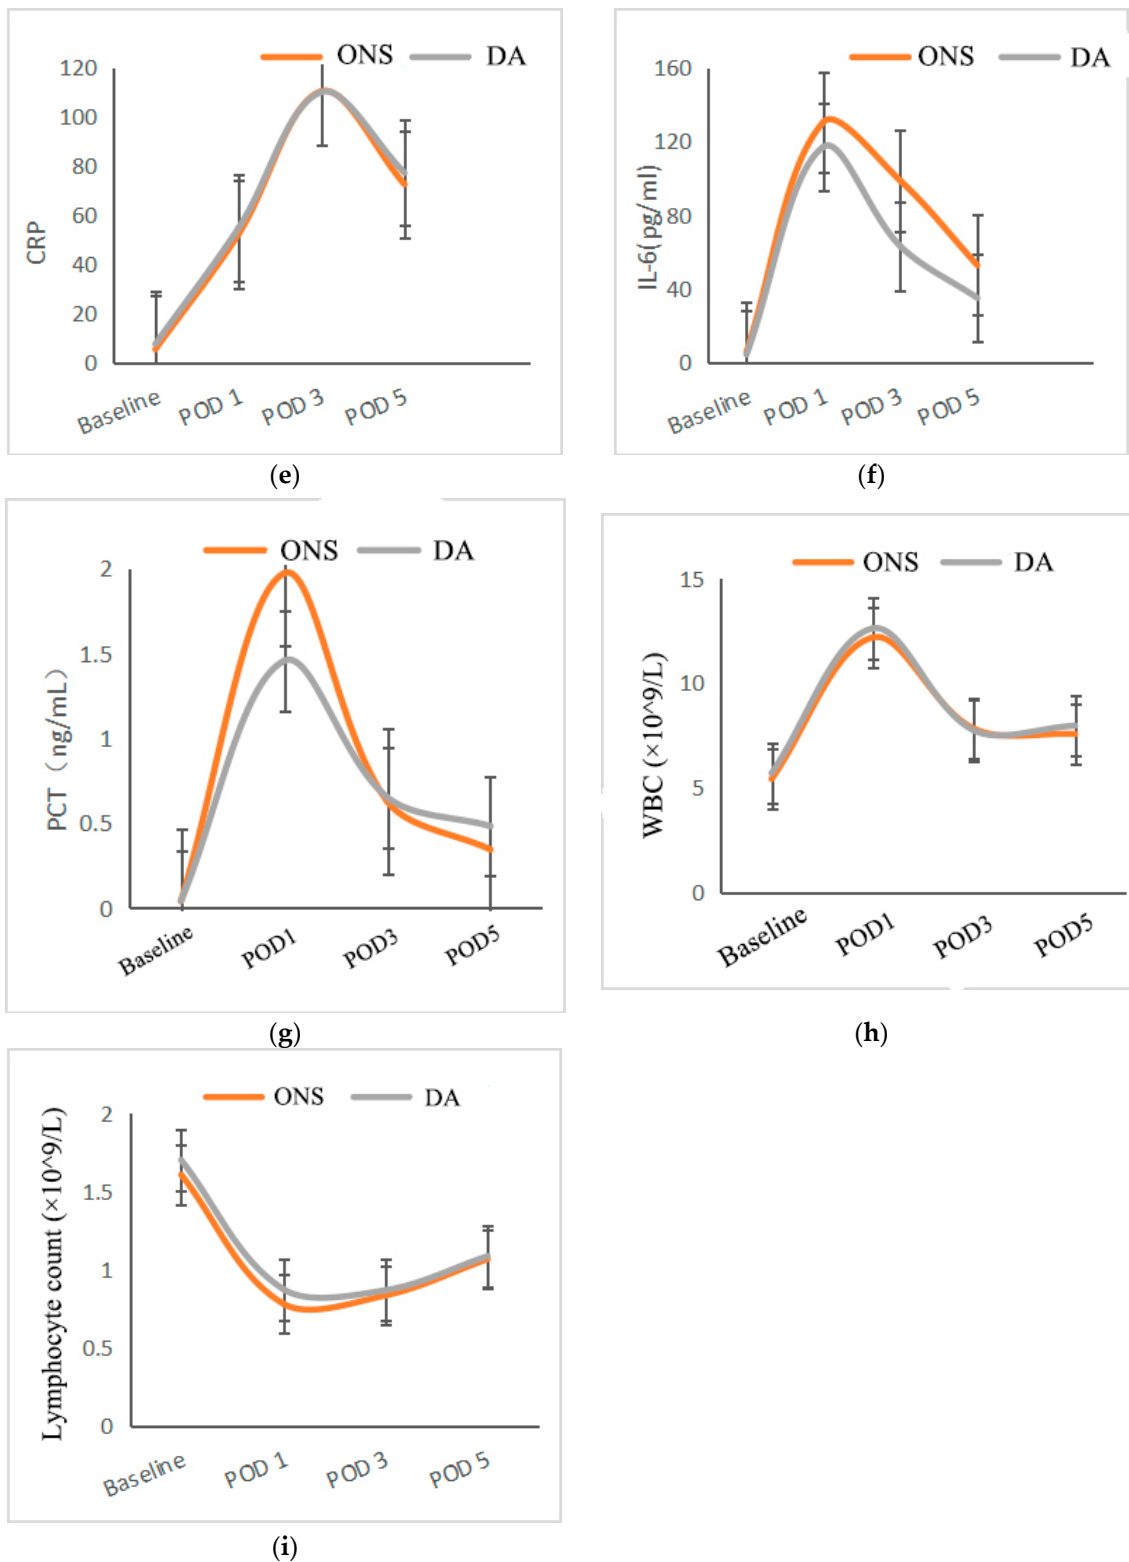 ONS DA
120
100
80
60
40
20
0
CRP
Baseline POD 1 POD 3 POD 5
(e)
ONS DA
160
120
80
40
0
IL-6(pg/ml)
Baseline POD 1 POD 3 POD 5
(f)
ONS DA
2
1.5
1
0.5
0
PCT（ng/mL）
Baseline POD1 POD3 POD5
(g)
ONS DA
15
10
5
0
WBC (×10^9/L)
Baseline POD1 POD3 POD5
(h)
ONS DA
2
1.5
1
0.5
0
Lymphocyte count (×10^9/L)
Baseline POD 1 POD 3 POD 5
(i)